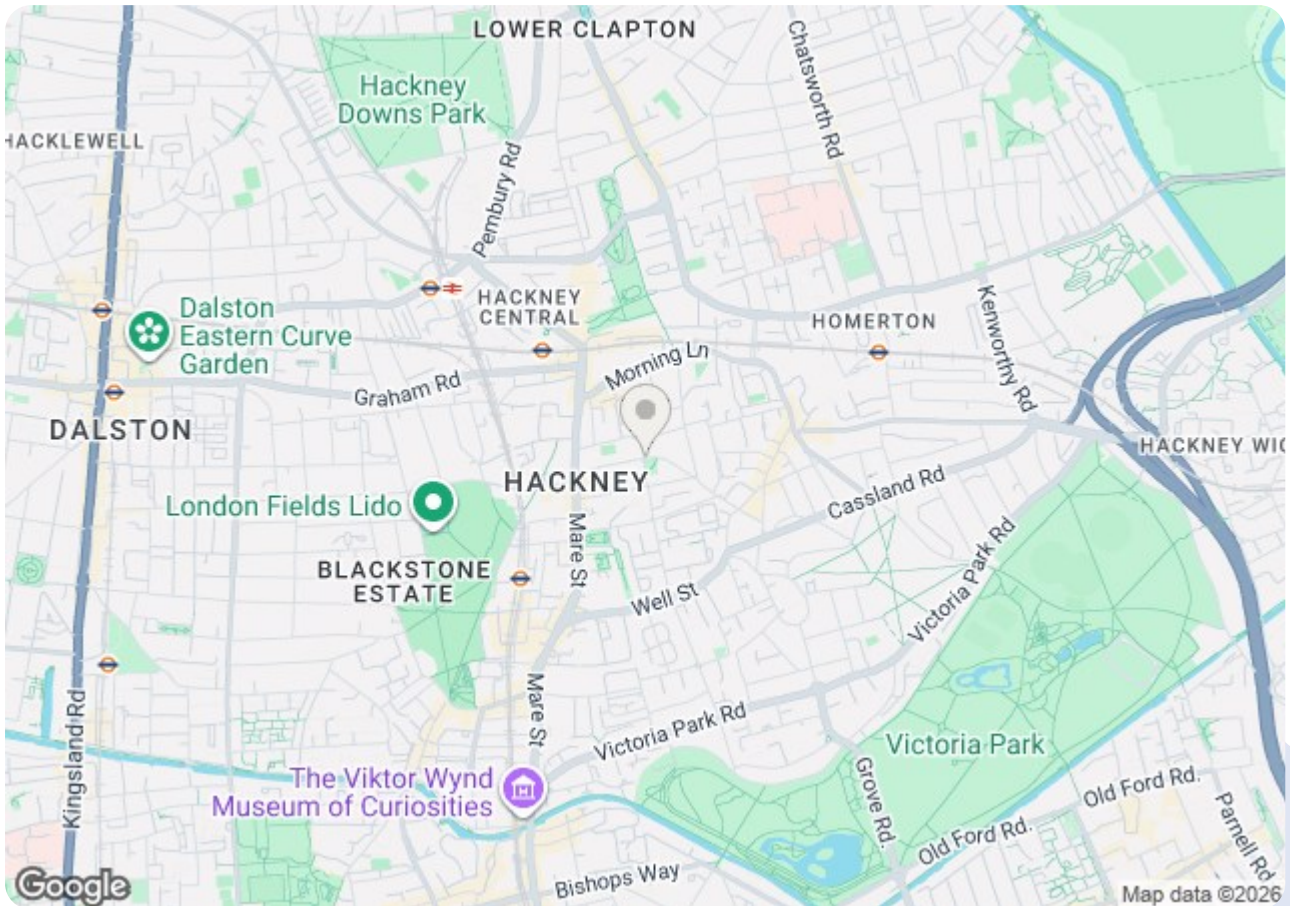 LOWER CLAPTON
Chatsworth Rd
Hackney
Downs Park
HACKLEWELL
Pembury Rd
Dalston
Eastern Curve
Garden
HACKNEY
CENTRAL
HOMERTON
Kenworthy Rd
Morning Ln
Graham Rd
DALSTON
HACKNEY WIC
HACKNEY
Cassland Rd
London Fields Lido
Mare St
BLACKSTONE
ESTATE
Well St
Victoria Park Rd
Mare St
Kingsland Rd
Victoria Park Rd
Victoria Park
The Viktor Wynd
Museum of Curiosities
Grove Rd.
Old Ford Rd.
Parnell Rd
Old Ford Rd.
Bishops Way
Google
Map data ©2026